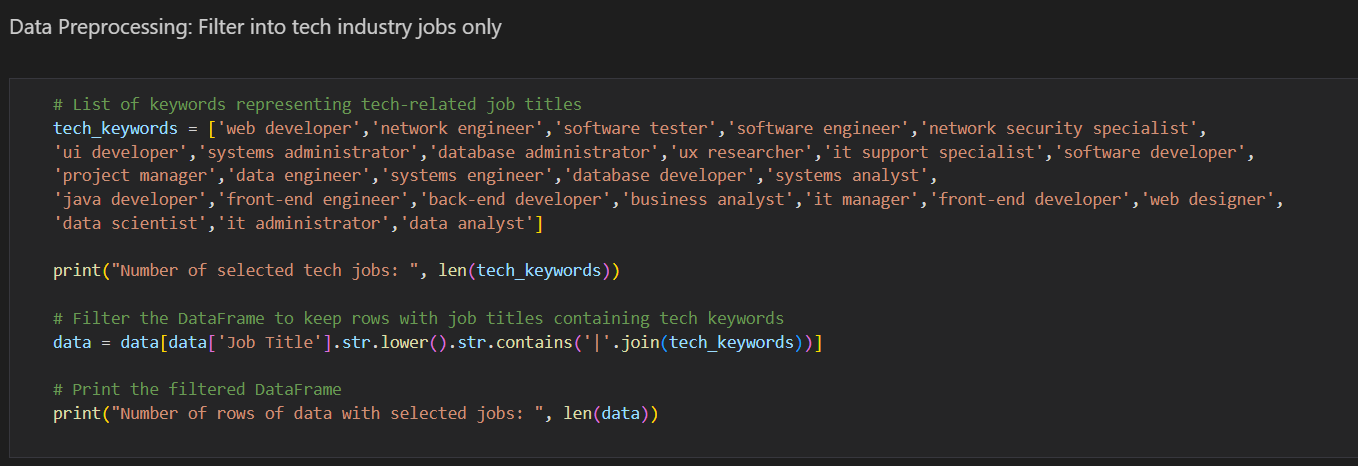 Data Preprocessing: Filter into tech industry jobs only
# List of keywords representing tech-related job titles
tech_keywords = ['web developer','network engineer','software tester','software engineer','network security specialist',
'ui developer','systems administrator','database administrator','ux researcher','it support specialist','software developer',
'project manager','data engineer','systems engineer','database developer','systems analyst',
'java developer','front-end engineer','back-end developer','business analyst','it manager','front-end developer','web designer',
'data scientist','it administrator','data analyst']
print("Number of selected tech jobs: ", len(tech_keywords))
# Filter the DataFrame to keep rows with job titles containing tech keywords
data = data[data['Job Title'].str.lower().str.contains('|'.join(tech_keywords))]
# Print the filtered DataFrame
print("Number of rows of data with selected jobs: ", len(data))